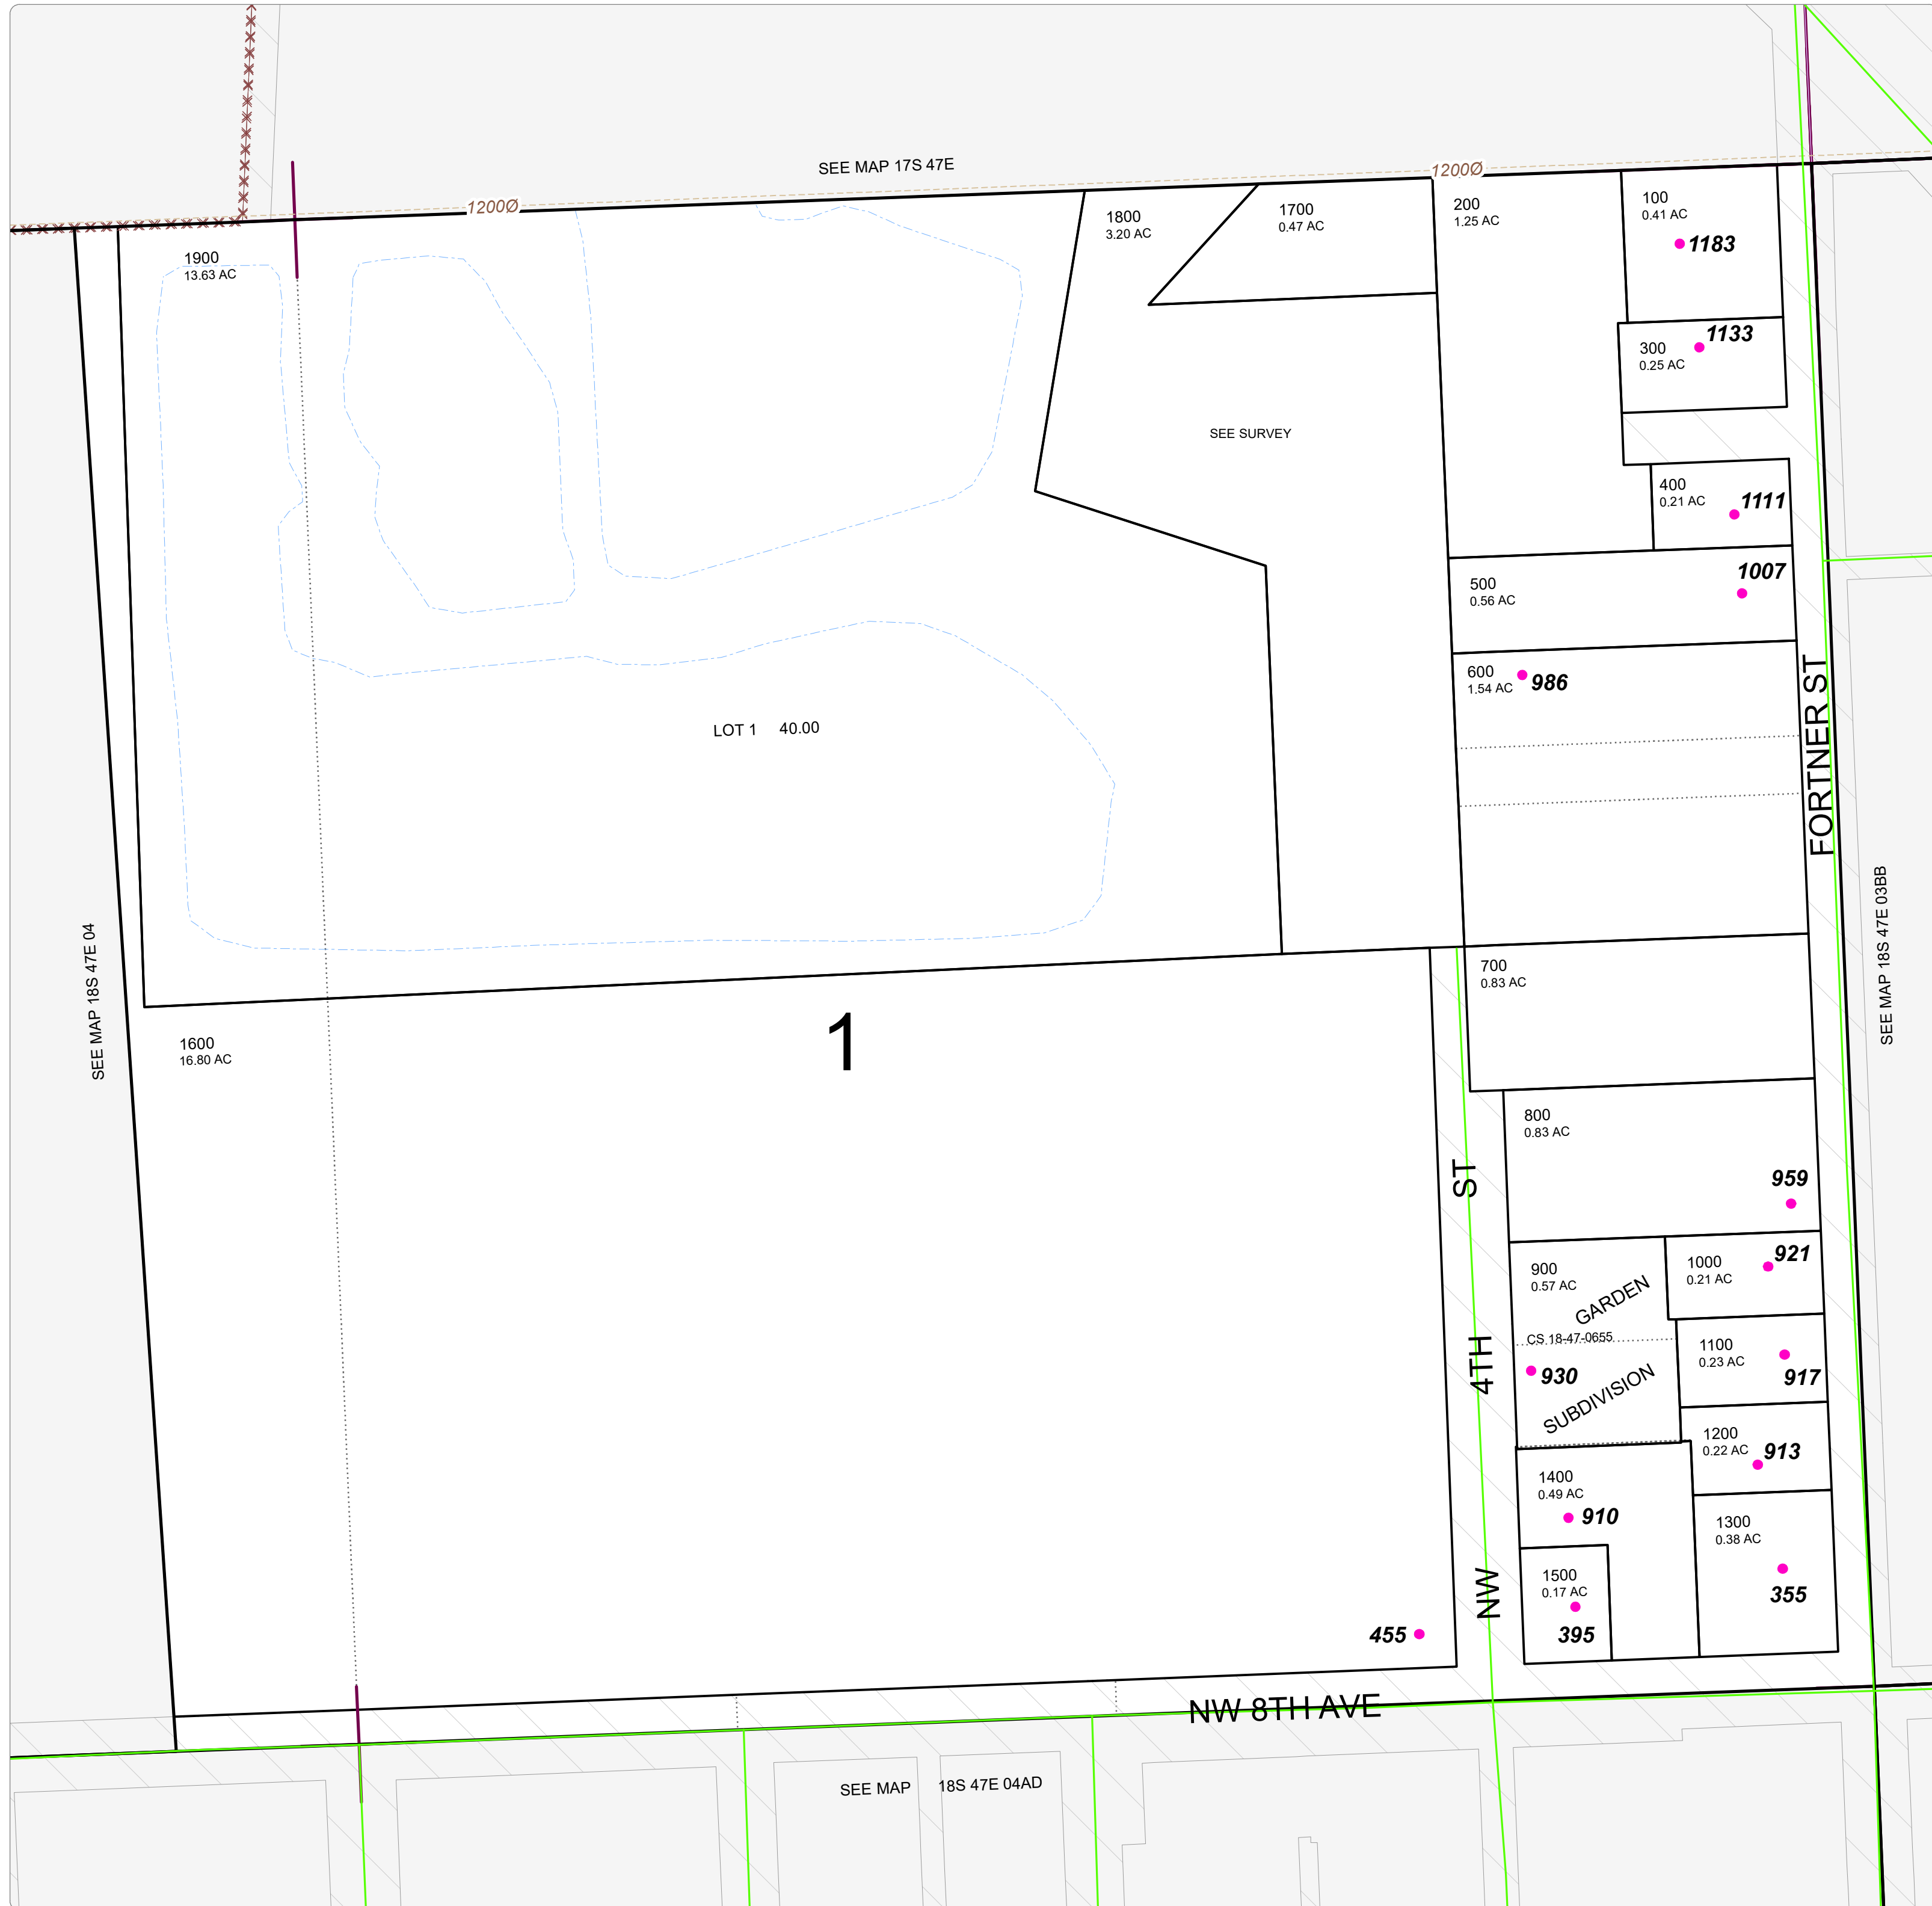 SEE MAP 17S 47E
1200Ø
1200Ø
1900
13.63 AC
1800
3.20 AC
1700
0.47 AC
200
1.25 AC
100
0.41 AC
1183
300
0.25 AC
1133
SEE SURVEY
400
0.21 AC
1111
500
0.56 AC
1007
600
1.54 AC
986
LOT 1 40.00
FORTNER ST
SEE MAP 18S 47E 04
SEE MAP 18S 47E 03BB
700
0.83 AC
1600
16.80 AC
1
800
0.83 AC
959
NW 4TH ST
900
0.57 AC
1000
0.21 AC
921
GARDEN
CS 18-47-0655
SUBDIVISION
930
1100
0.23 AC
917
1200
0.22 AC
913
1400
0.49 AC
910
1300
0.38 AC
355
1500
0.17 AC
395
455
NW 8TH AVE
SEE MAP 18S 47E 04AD